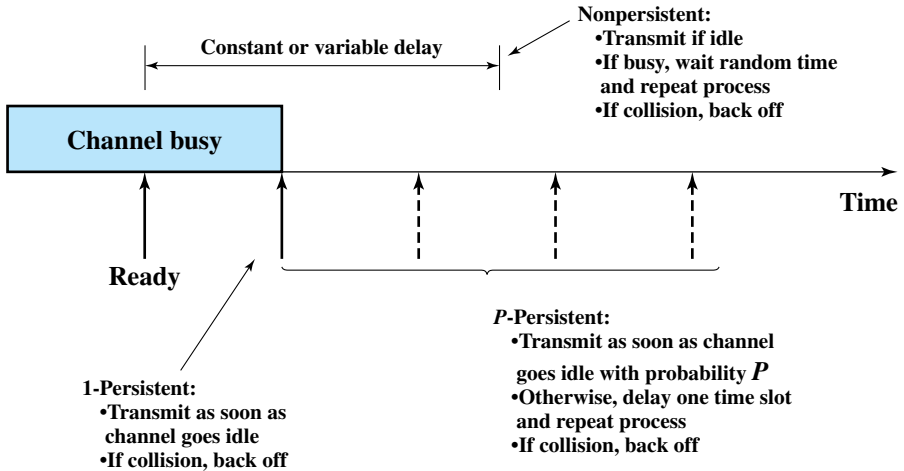 Nonpersistent:
•Transmit if idle
•If busy, wait random time
and repeat process
•If collision, back off
Constant or variable delay
Channel busy
Time
Ready
1-Persistent:
•Transmit as soon as
channel goes idle
•If collision, back off
P-Persistent:
•Transmit as soon as channel
goes idle with probability P
•Otherwise, delay one time slot
and repeat process
•If collision, back off